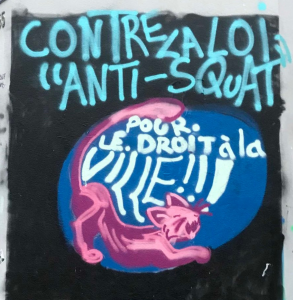 CONTRE LA LOI
"ANTI-SQUAT"
POUR.
LE. DROIT à la
VILLE!!!